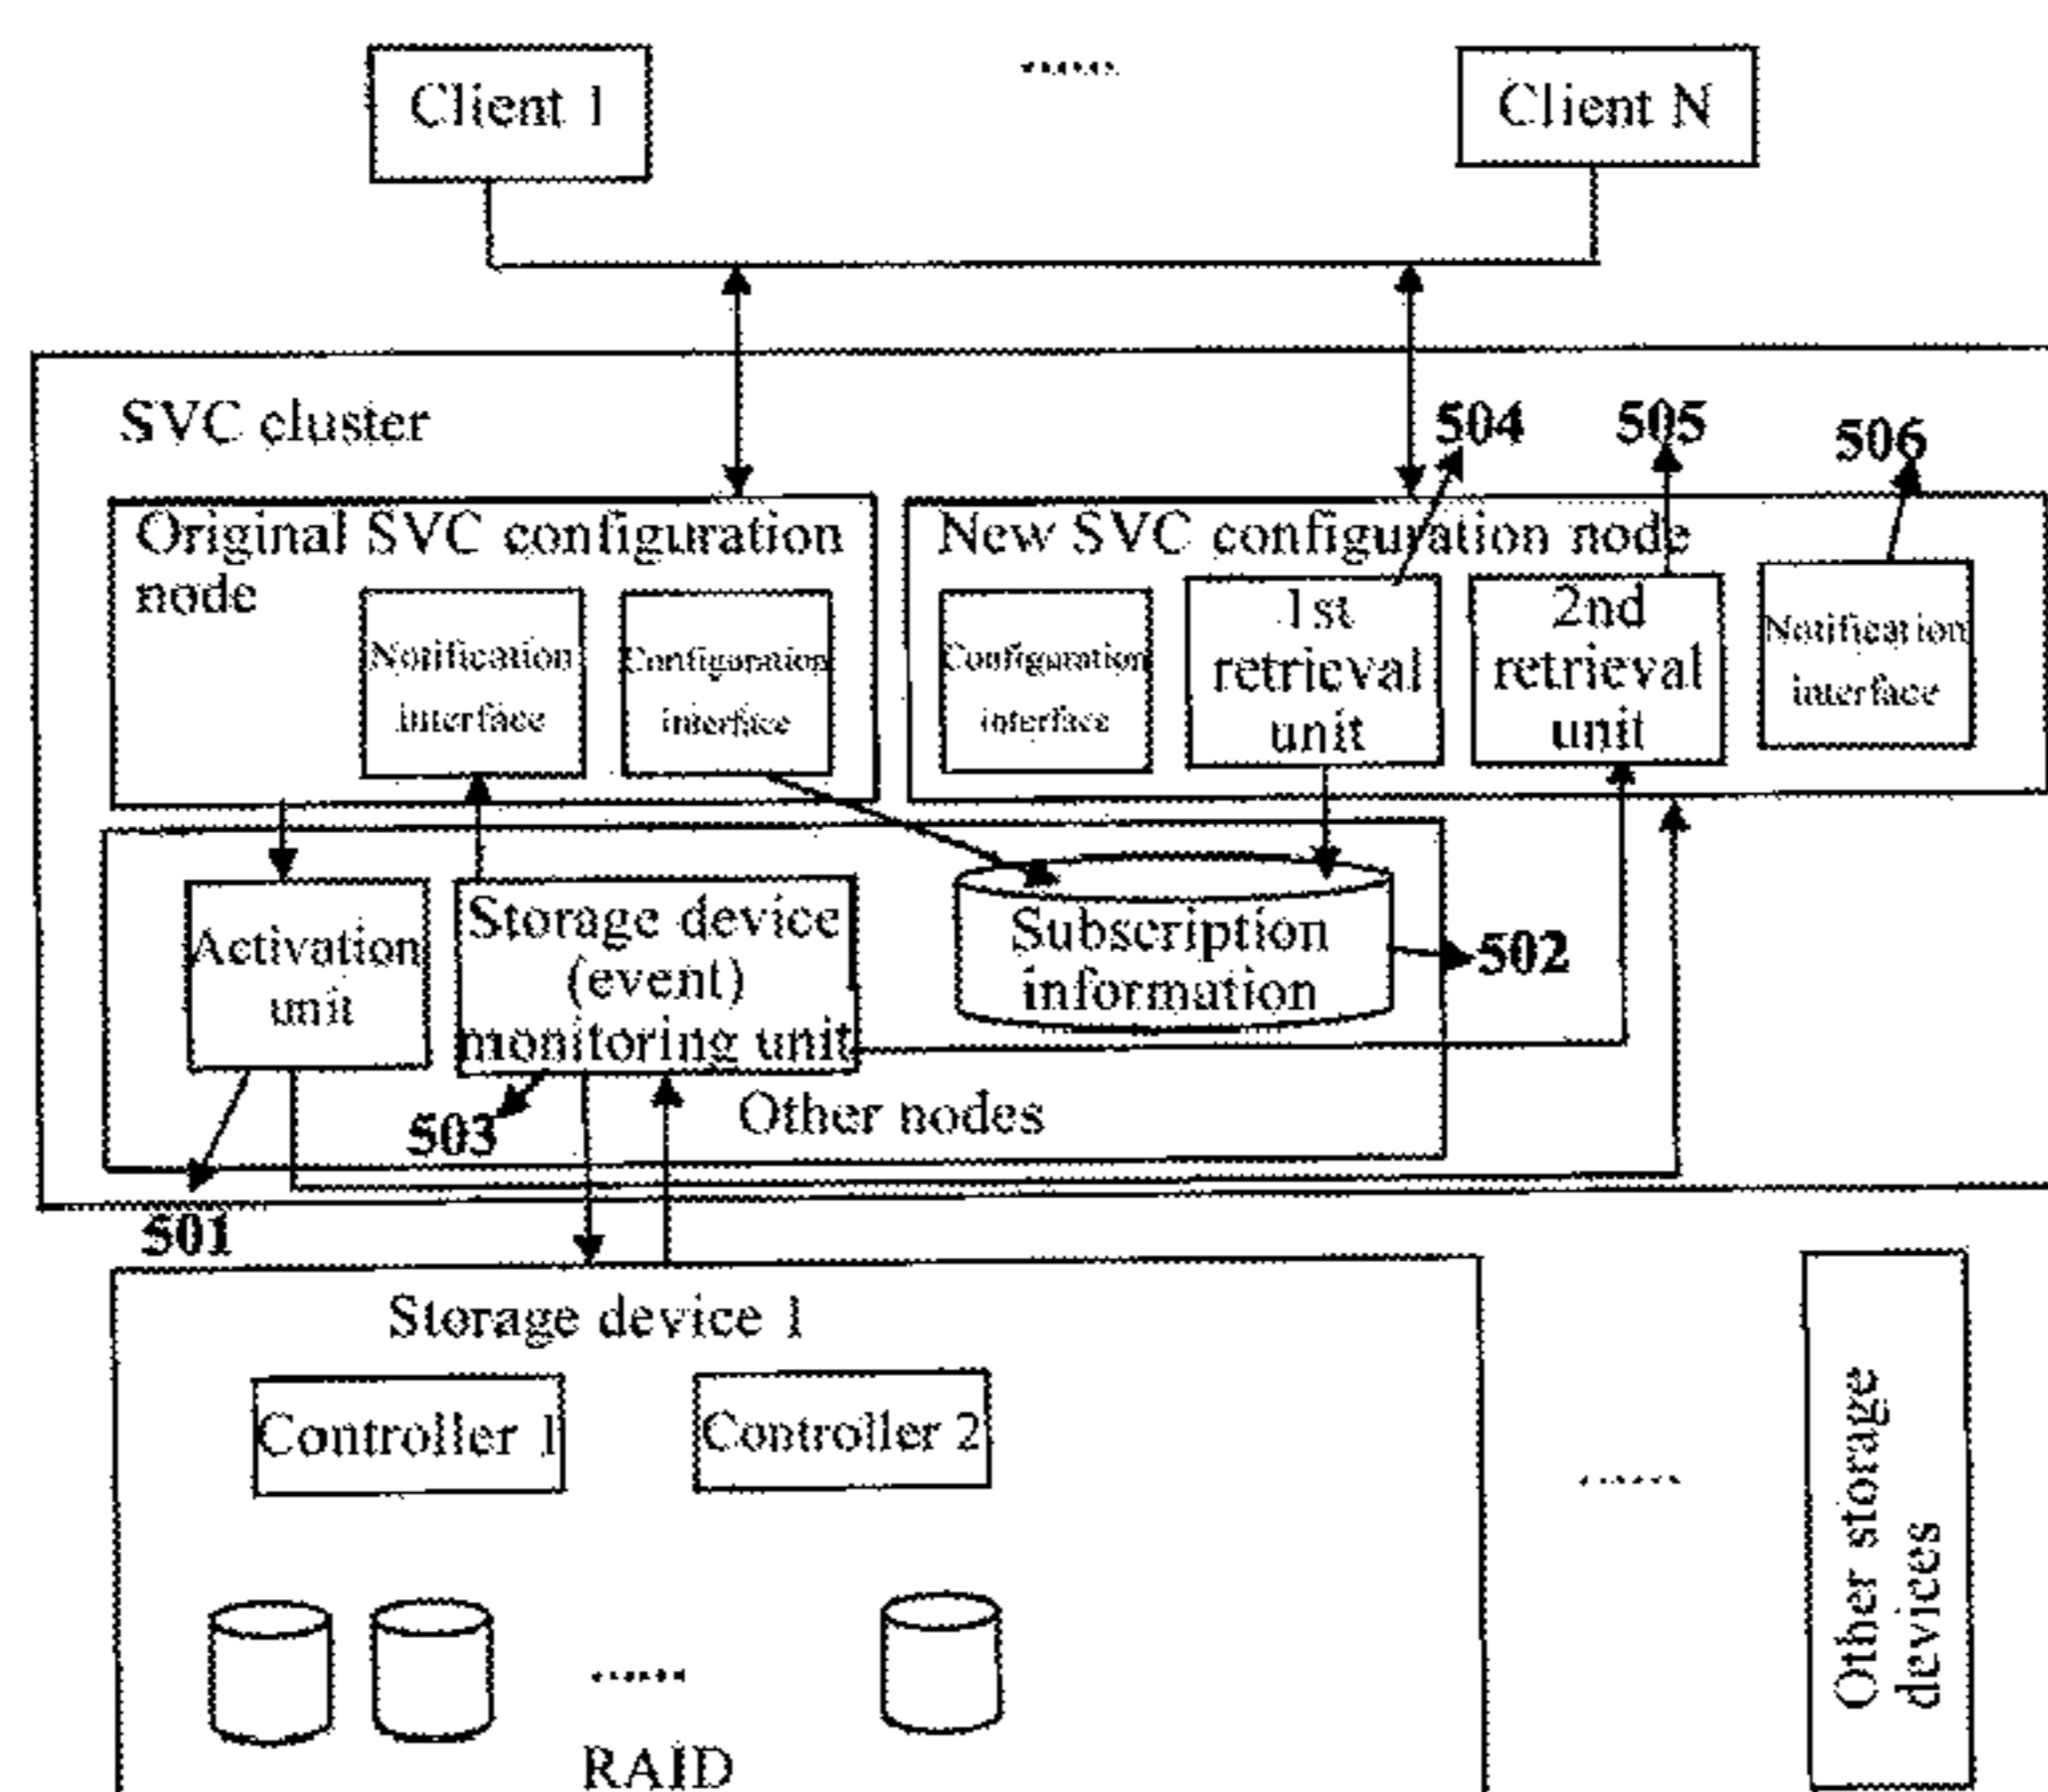 Client 1
......
Client N
SVC cluster
504
505
506
Original SVC configuration
node
Notification
interface
Configuration
interface
New SVC configuration node
Configuration
interface
1st
retrieval
unit
2nd
retrieval
unit
Notification
interface
Activation
unit
Storage device
(event)
monitoring unit
Subscription
information
502
503
Other nodes
501
Storage device 1
Controller 1
Controller 2
......
RAID
......
Other storage
devices